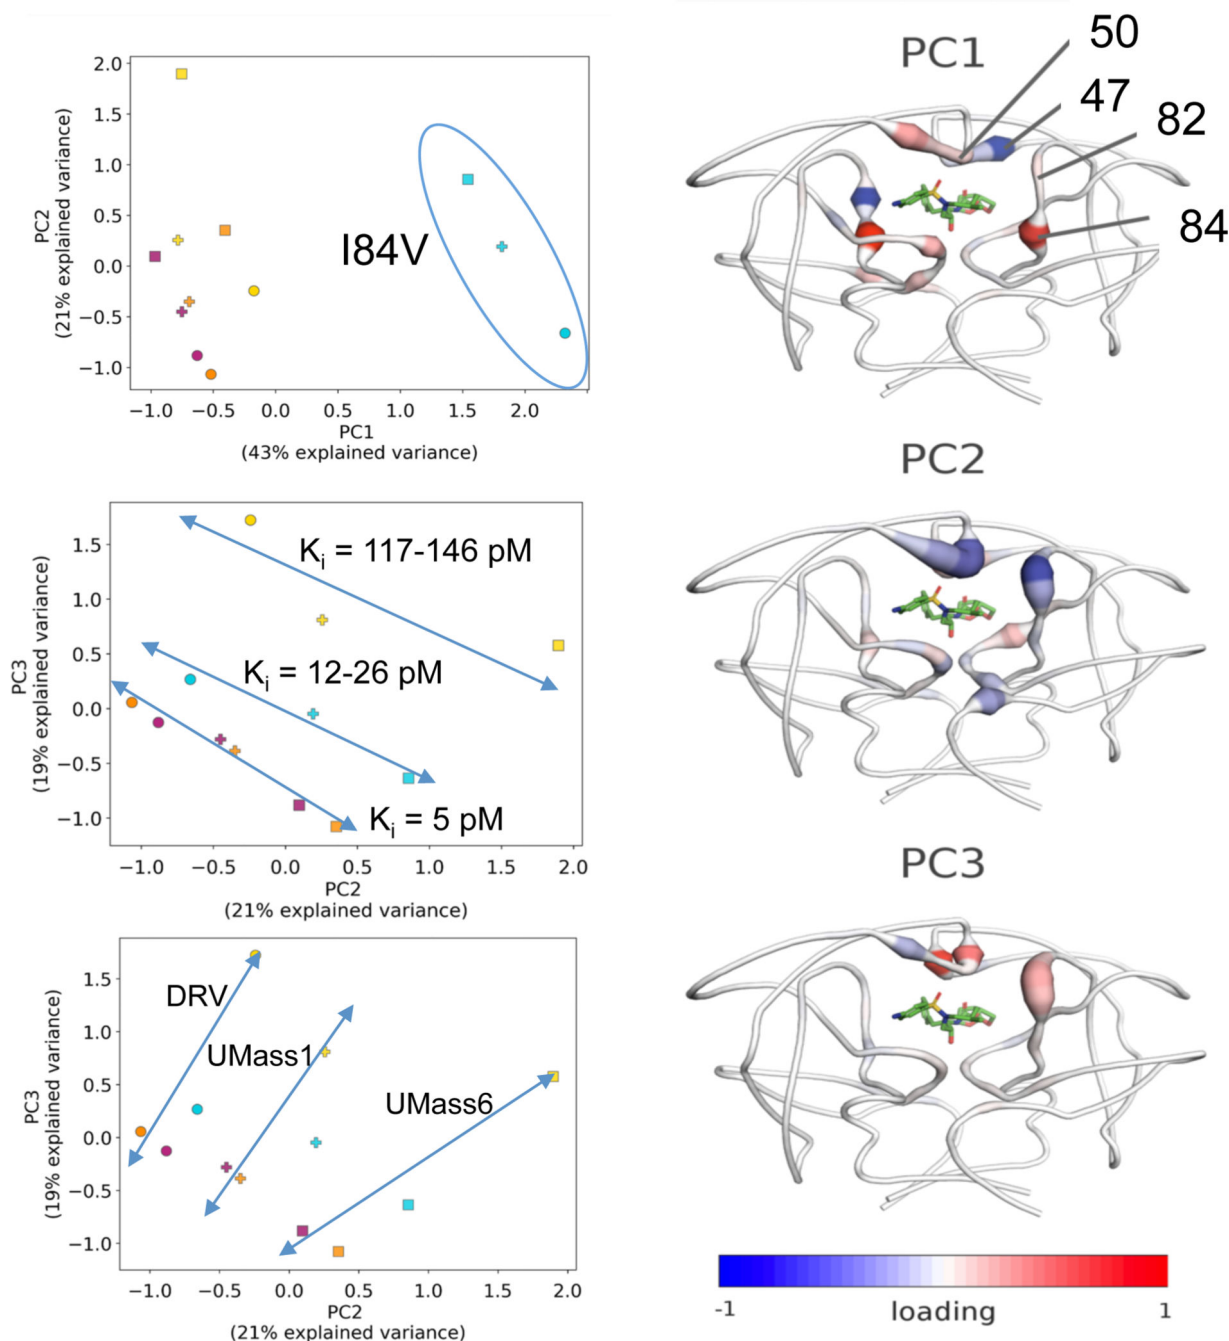 2.0
1.5
1.0
0.5
0.0
−0.5
−1.0
PC2
(21% explained variance)
I84V
−1.0 −0.5 0.0 0.5 1.0 1.5 2.0
PC1
(43% explained variance)
PC1
50
47
82
84
1.5
1.0
0.5
0.0
−0.5
−1.0
PC3
(19% explained variance)
Ki = 117-146 pM
Ki = 12-26 pM
Ki = 5 pM
−1.0 −0.5 0.0 0.5 1.0 1.5 2.0
PC2
(21% explained variance)
PC2
1.5
1.0
0.5
0.0
−0.5
−1.0
PC3
(19% explained variance)
DRV
UMass1
UMass6
−1.0 −0.5 0.0 0.5 1.0 1.5 2.0
PC2
(21% explained variance)
PC3
-1 loading 1